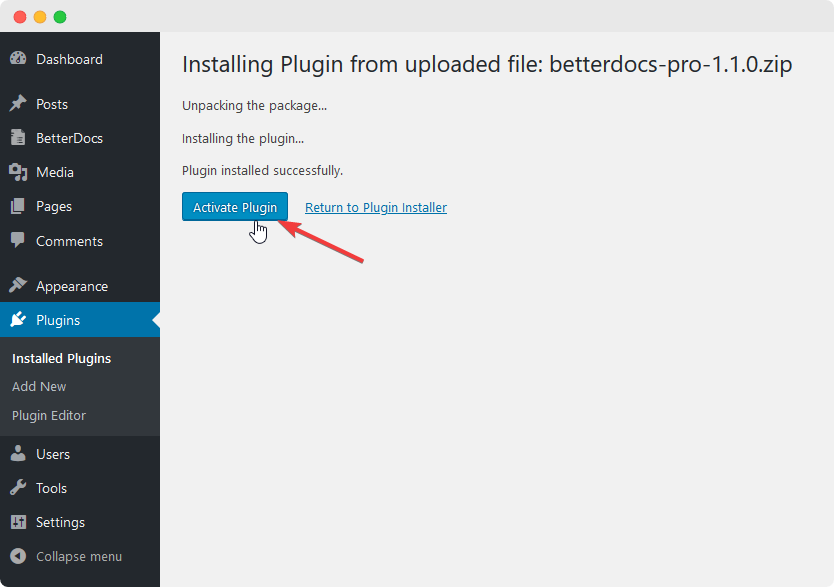 Dashboard
Posts
BetterDocs
Media
Pages
Comments
Appearance
Plugins
Installed Plugins
Add New
Plugin Editor
Users
Tools
Settings
Collapse menu
Installing Plugin from uploaded file: betterdocs-pro-1.1.0.zip
Unpacking the package...
Installing the plugin...
Plugin installed successfully.
Activate Plugin Return to Plugin Installer